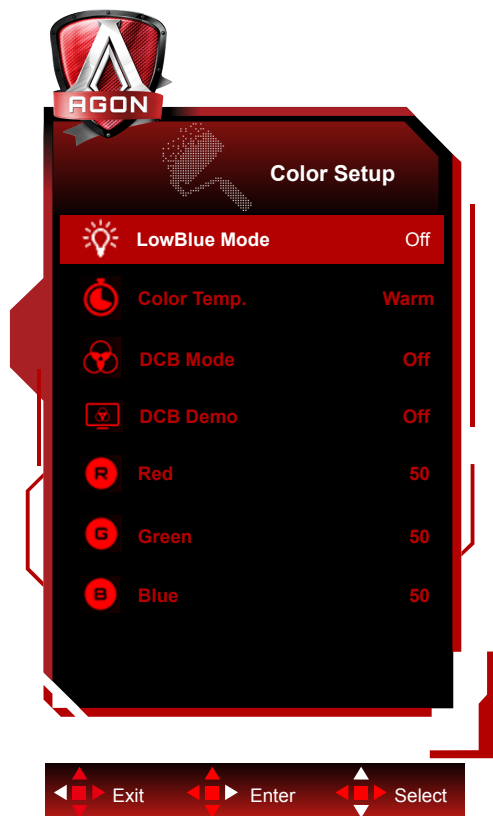 AGON
Color Setup
LowBlue Mode Off
Color Temp. Warm
DCB Mode Off
DCB Demo Off
R Red 50
G Green 50
B Blue 50
Exit Enter Select